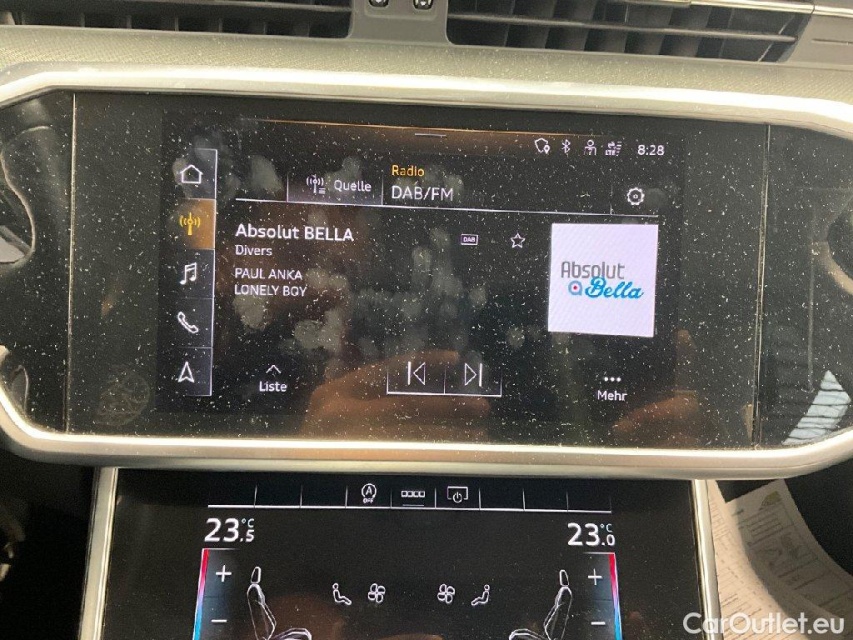 8:28
Quelle
Radio
DAB/FM
Absolut BELLA
DAB
Divers
PAUL ANKA
LONELY BOY
Absolut
Bella
Liste
Mehr
A
OFF
23.5 °C
23.0 °C
+
+
−
−
CarOutlet.eu